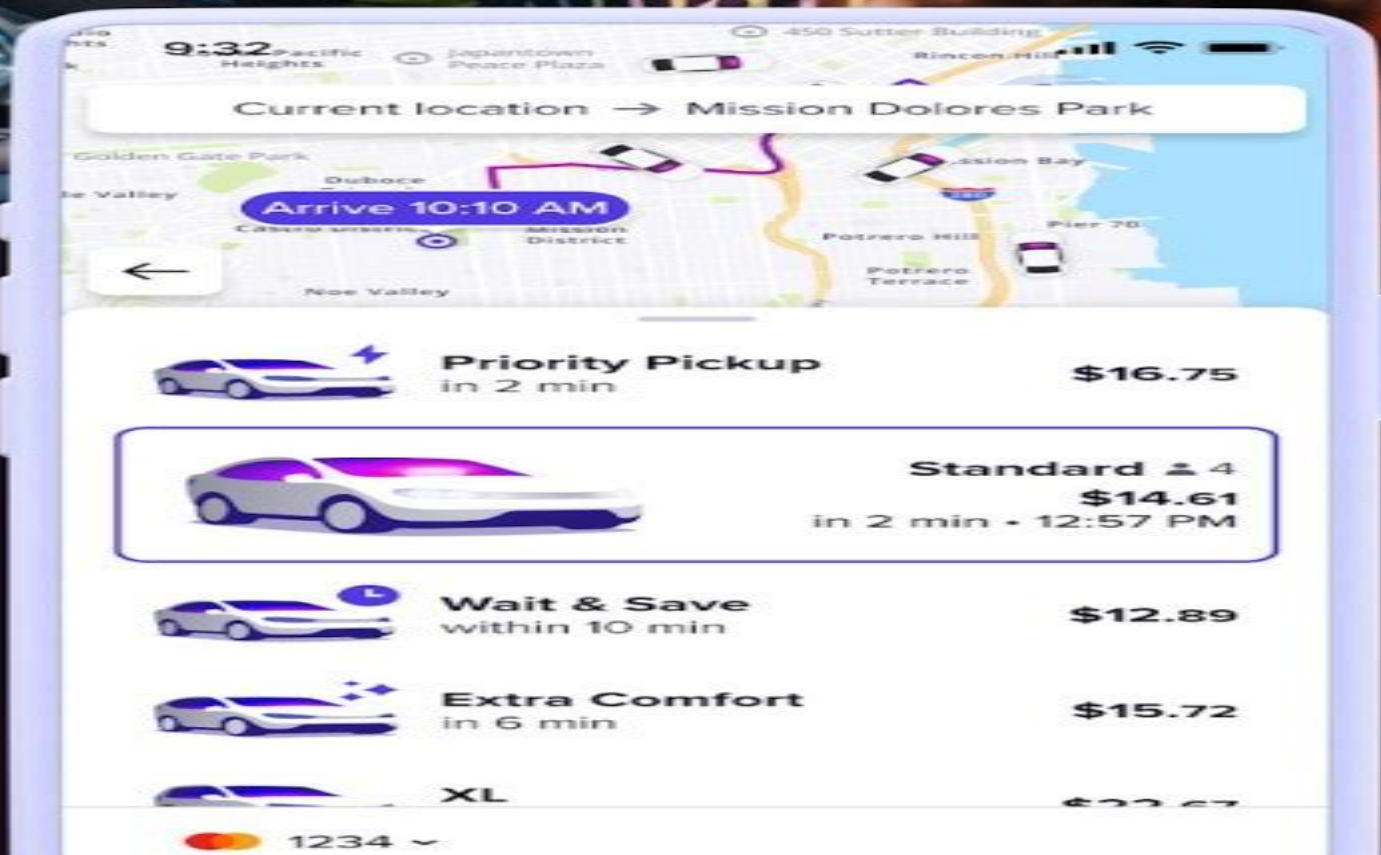 9:32
Pacific
Heights
Japantown
Peace Plaza
450 Sutter Building
Rincon Hill
Current location → Mission Dolores Park
Golden Gate Park
Duboce
Mission Bay
Valley
Arrive 10:10 AM
280
Mission
District
Potrero Hill
Pier 70
Potrero
Terrace
Noe Valley
Priority Pickup
in 2 min
$16.75
Standard 4
$14.61
in 2 min • 12:57 PM
Wait & Save
within 10 min
$12.89
Extra Comfort
in 6 min
$15.72
XL
1234